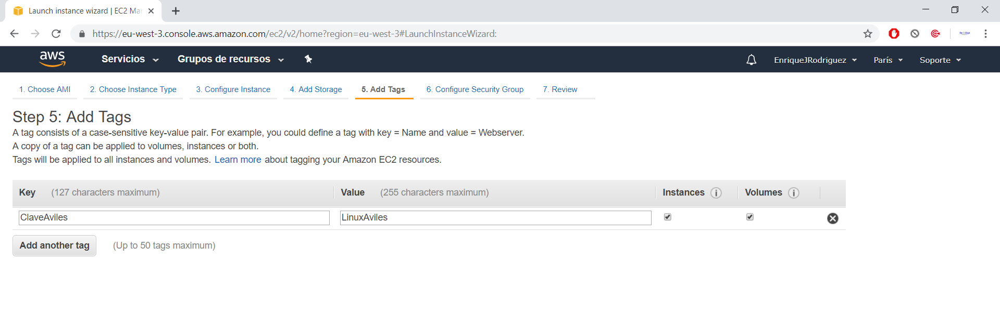 Launch instance wizard | EC2 Mar
https://eu-west-3.console.aws.amazon.com/ec2/v2/home?region=eu-west-3#LaunchInstanceWizard:
aws Servicios Grupos de recursos EnriqueJRodriguez París Soporte
1. Choose AMI 2. Choose Instance Type 3. Configure Instance 4. Add Storage 5. Add Tags 6. Configure Security Group 7. Review
Step 5: Add Tags
A tag consists of a case-sensitive key-value pair. For example, you could define a tag with key = Name and value = Webserver.
A copy of a tag can be applied to volumes, instances or both.
Tags will be applied to all instances and volumes. Learn more about tagging your Amazon EC2 resources.
Key (127 characters maximum) Value (255 characters maximum) Instances i Volumes i
ClaveAviles LinuxAviles
Add another tag (Up to 50 tags maximum)